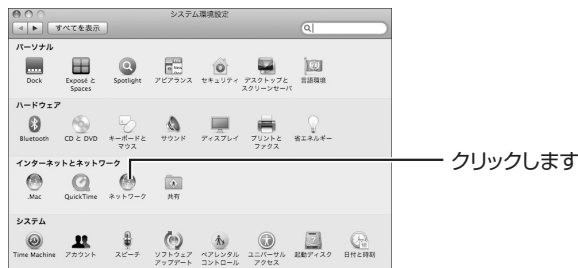 システム環境設定
すべてを表示
パーソナル
Dock Exposé と Spotlight アピアランス セキュリティ デスクトップと 言語環境
Spaces スクリーンセーバ
ハードウェア
Bluetooth CD と DVD キーボードと サウンド ディスプレイ プリントと 省エネルギー
マウス ファクス
インターネットとネットワーク
クリックします
.Mac QuickTime ネットワーク 共有
システム
Time Machine アカウント スピーチ ソフトウェア ペアレンタル ユニバーサル 起動ディスク 日付と時刻
アップデート コントロール アクセス